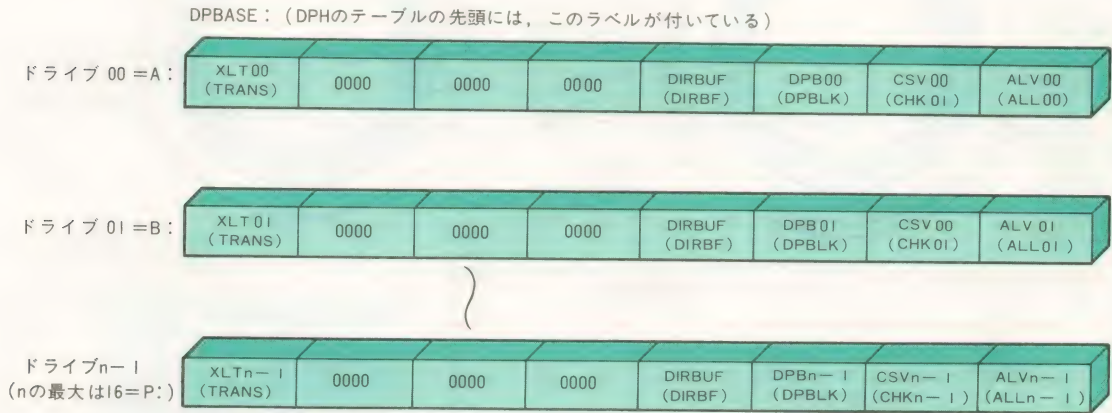 DPBASE：(DPHのテーブルの先頭には，このラベルが付いている)
ドライブ 00＝A：
XLT00 0000 0000 0000 DIRBUF DPB00 CSV00 ALV00
(TRANS) (DIRBF) (DPBLK) (CHK01) (ALL00)
ドライブ 01＝B：
XLT01 0000 0000 0000 DIRBUF DPB01 CSV00 ALV01
(TRANS) (DIRBF) (DPBLK) (CHK01) (ALL01)
ドライブn－1
(nの最大は16＝P：)
XLTn－1 0000 0000 0000 DIRBUF DPBn－1 CSVn－1 ALVn－1
(TRANS) (DIRBF) (DPBLK) (CHKn－1) (ALLn－1)